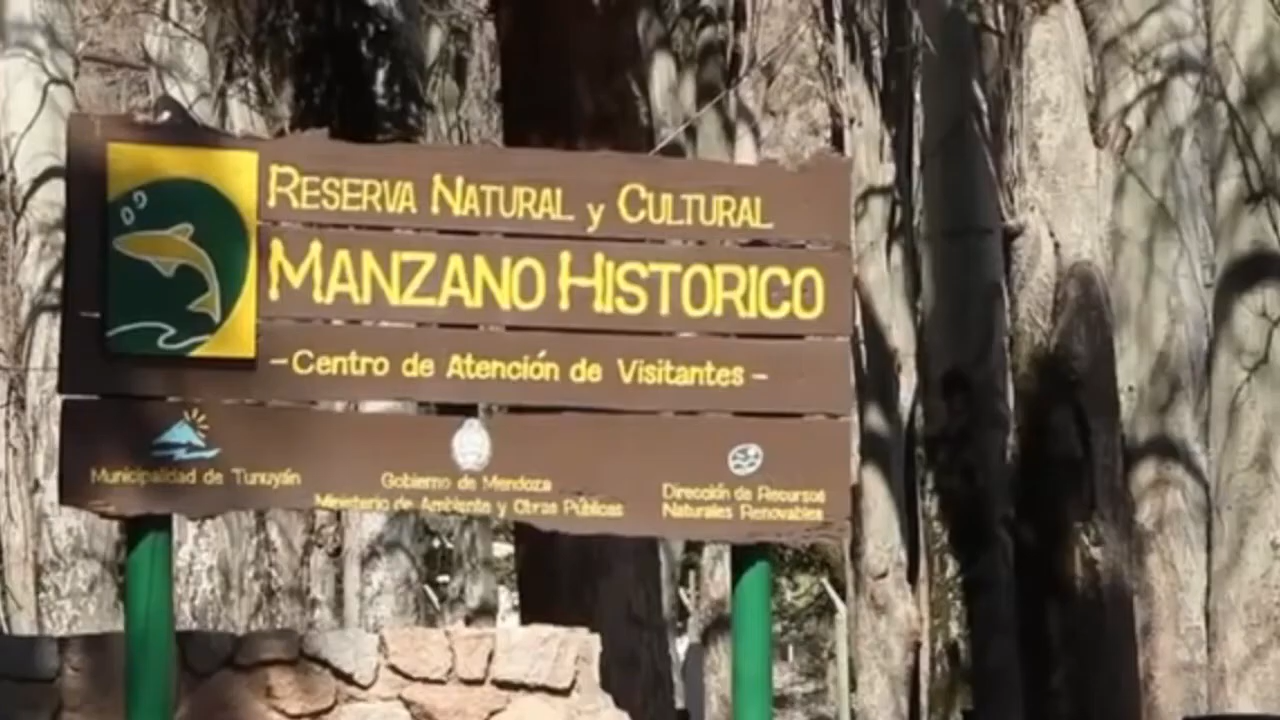 RESERVA NATURAL y CULTURAL
MANZANO HISTORICO
-Centro de Atención de Visitantes-
Municipalidad de Tunuyán
Gobierno de Mendoza
Ministerio de Ambiente y Obras Públicas
Dirección de Recursos
Naturales Renovables